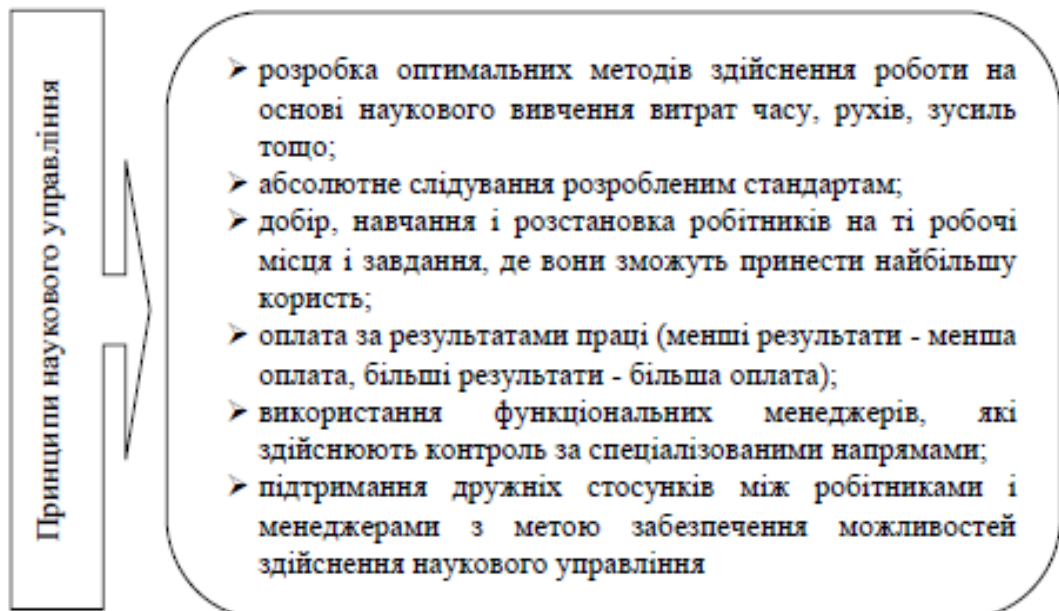 Принципи наукового управління
➢ розробка оптимальних методів здійснення роботи на
основі наукового вивчення витрат часу, рухів, зусиль
тощо;
➢ абсолютне слідування розробленим стандартам;
➢ добір, навчання і розстановка робітників на ті робочі
місця і завдання, де вони зможуть принести найбільшу
користь;
➢ оплата за результатами праці (менші результати - менша
оплата, більші результати - більша оплата);
➢ використання функціональних менеджерів, які
здійснюють контроль за спеціалізованими напрямами;
➢ підтримання дружніх стосунків між робітниками і
менеджерами з метою забезпечення можливостей
здійснення наукового управління